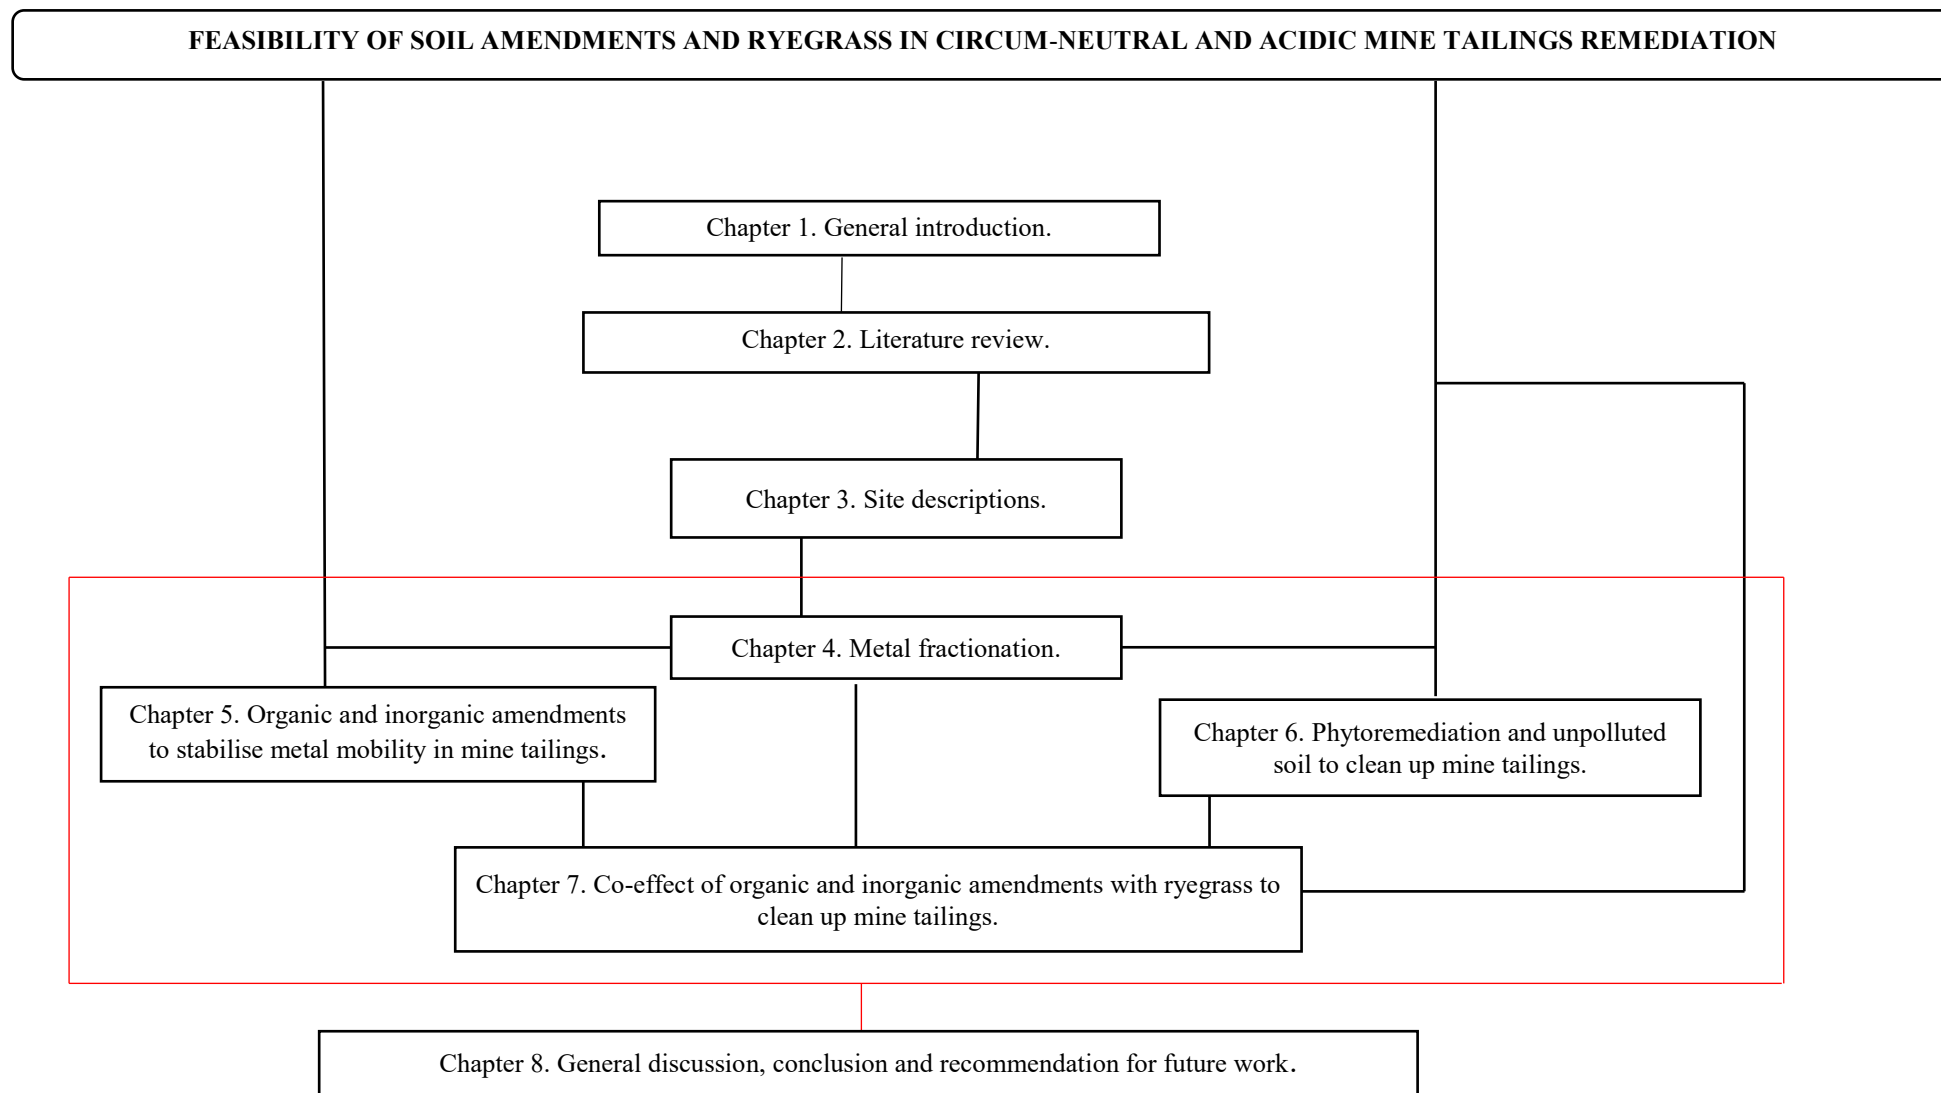 FEASIBILITY OF SOIL AMENDMENTS AND RYEGRASS IN CIRCUM-NEUTRAL AND ACIDIC MINE TAILINGS REMEDIATION
Chapter 1. General introduction.
Chapter 2. Literature review.
Chapter 3. Site descriptions.
Chapter 4. Metal fractionation.
Chapter 5. Organic and inorganic amendments
to stabilise metal mobility in mine tailings.
Chapter 6. Phytoremediation and unpolluted
soil to clean up mine tailings.
Chapter 7. Co-effect of organic and inorganic amendments with ryegrass to
clean up mine tailings.
Chapter 8. General discussion, conclusion and recommendation for future work.